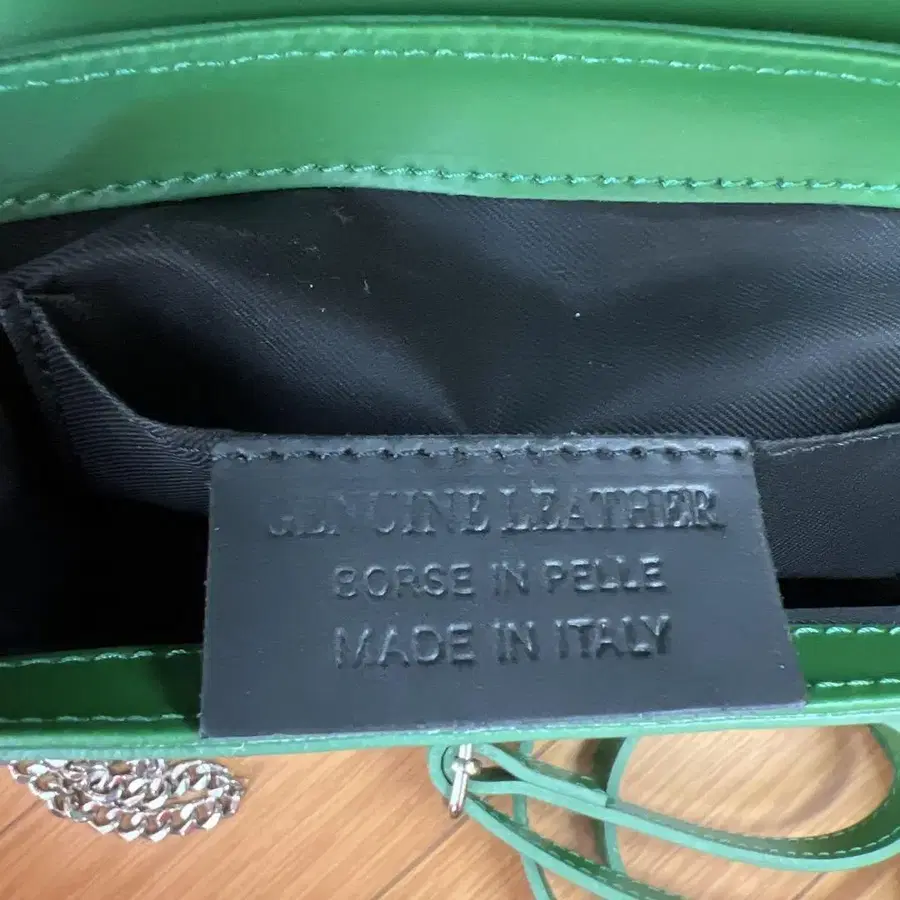 GENUINE LEATHER
BORSE IN PELLE
MADE IN ITALY